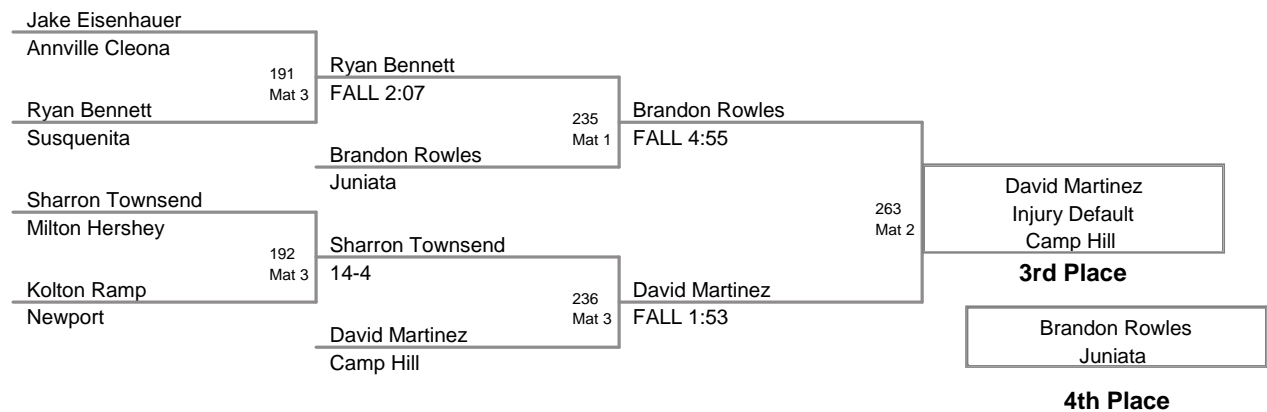 Jake Eisenhauer
Annville Cleona
191
Mat 3
Ryan Bennett
FALL 2:07
Ryan Bennett
Susquenita
235
Mat 1
Brandon Rowles
FALL 4:55
Brandon Rowles
Juniata
Sharron Townsend
Milton Hershey
263
Mat 2
David Martinez
Injury Default
Camp Hill
3rd Place
192
Mat 3
Sharron Townsend
14-4
Kolton Ramp
Newport
236
Mat 3
David Martinez
FALL 1:53
David Martinez
Camp Hill
Brandon Rowles
Juniata
4th Place